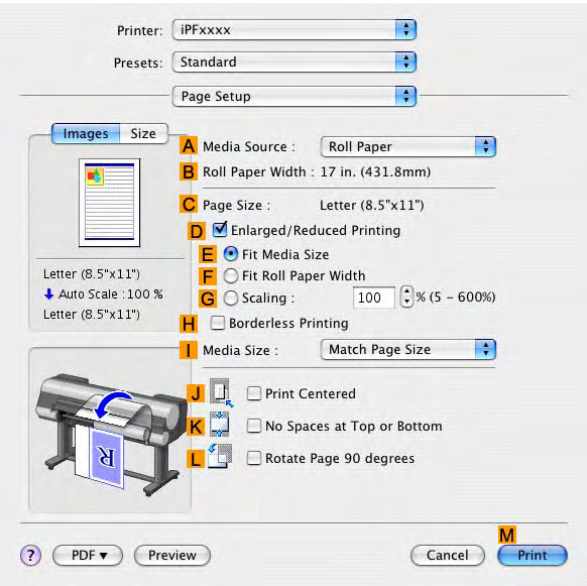 Printer: iPFxxxx
Presets: Standard
Page Setup
Images Size
A Media Source : Roll Paper
B Roll Paper Width : 17 in. (431.8mm)
C Page Size : Letter (8.5"x11")
D Enlarged/Reduced Printing
E Fit Media Size
F Fit Roll Paper Width
G Scaling : 100 % (5 - 600%)
Letter (8.5"x11")
Auto Scale :100 %
Letter (8.5"x11")
H Borderless Printing
I Media Size : Match Page Size
J Print Centered
K No Spaces at Top or Bottom
L Rotate Page 90 degrees
R
M
? PDF▼ Preview Cancel Print